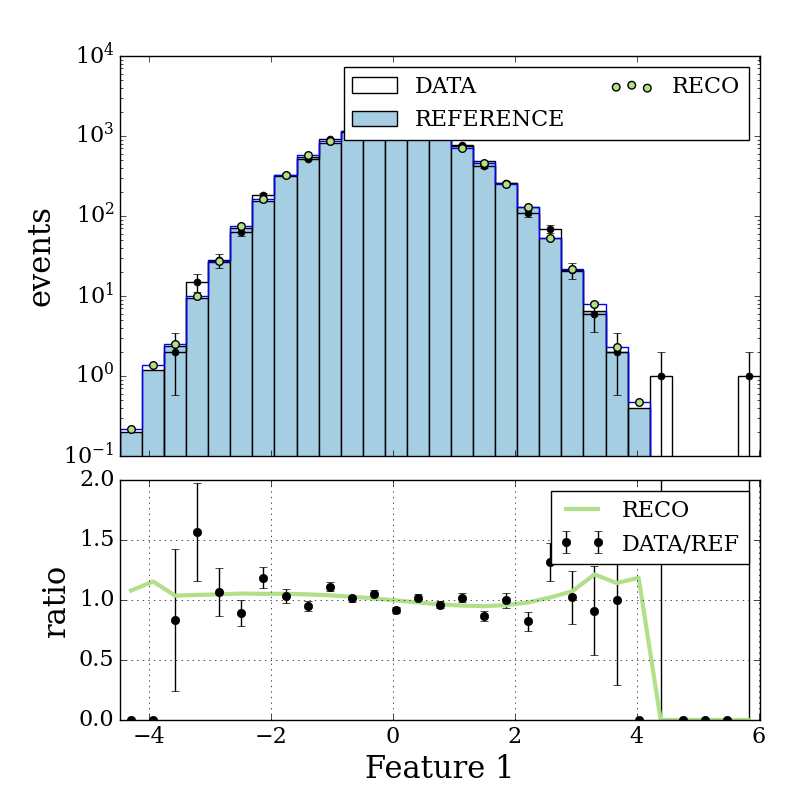 10^4
10^3
10^2
10^1
10^0
10^−1
events
DATA
REFERENCE
RECO
2.0
1.5
1.0
0.5
0.0
ratio
RECO
DATA/REF
−4 −2 0 2 4 6
Feature 1